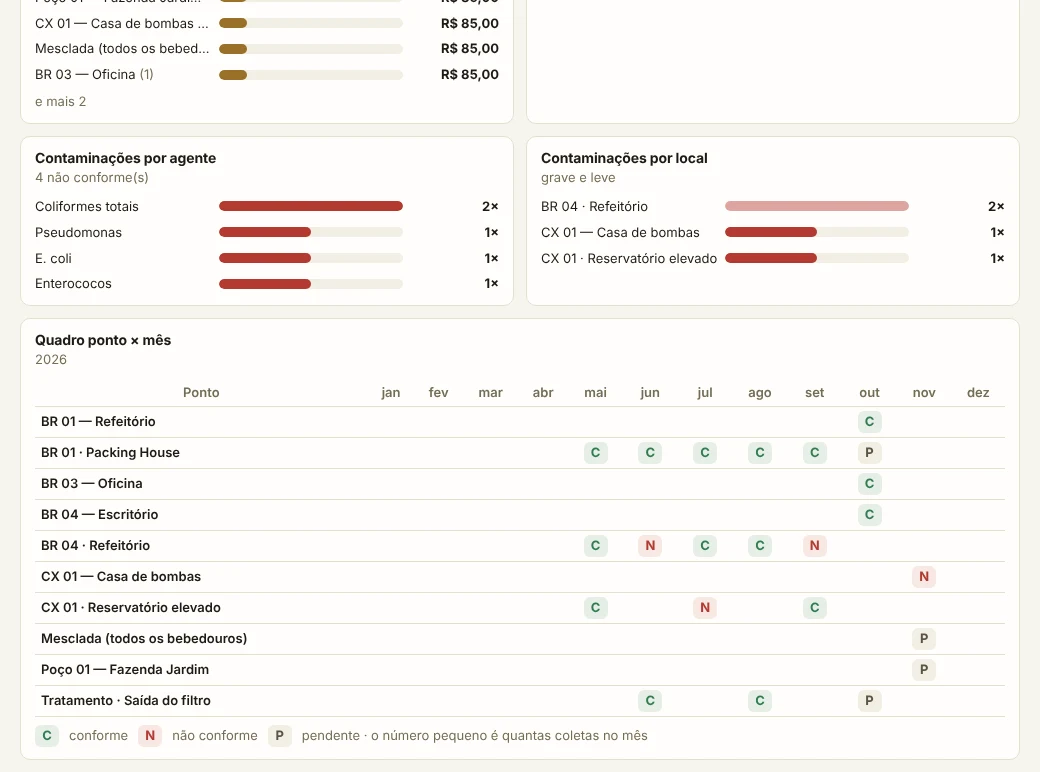 CX 01 — Casa de bombas ... R$ 85,00
Mesclada (todos os bebed... R$ 85,00
BR 03 — Oficina (1) R$ 85,00
e mais 2
Contaminações por agente
4 não conforme(s)
Coliformes totais 2×
Pseudomonas 1×
E. coli 1×
Enterococos 1×
Contaminações por local
grave e leve
BR 04 · Refeitório 2×
CX 01 — Casa de bombas 1×
CX 01 · Reservatório elevado 1×
Quadro ponto × mês
2026
Ponto jan fev mar abr mai jun jul ago set out nov dez
BR 01 — Refeitório C
BR 01 · Packing House C C C C C P
BR 03 — Oficina C
BR 04 — Escritório C
BR 04 · Refeitório C N C C N
CX 01 — Casa de bombas N
CX 01 · Reservatório elevado C N C
Mesclada (todos os bebedouros) P
Poço 01 — Fazenda Jardim P
Tratamento · Saída do filtro C C P
C conforme N não conforme P pendente · o número pequeno é quantas coletas no mês